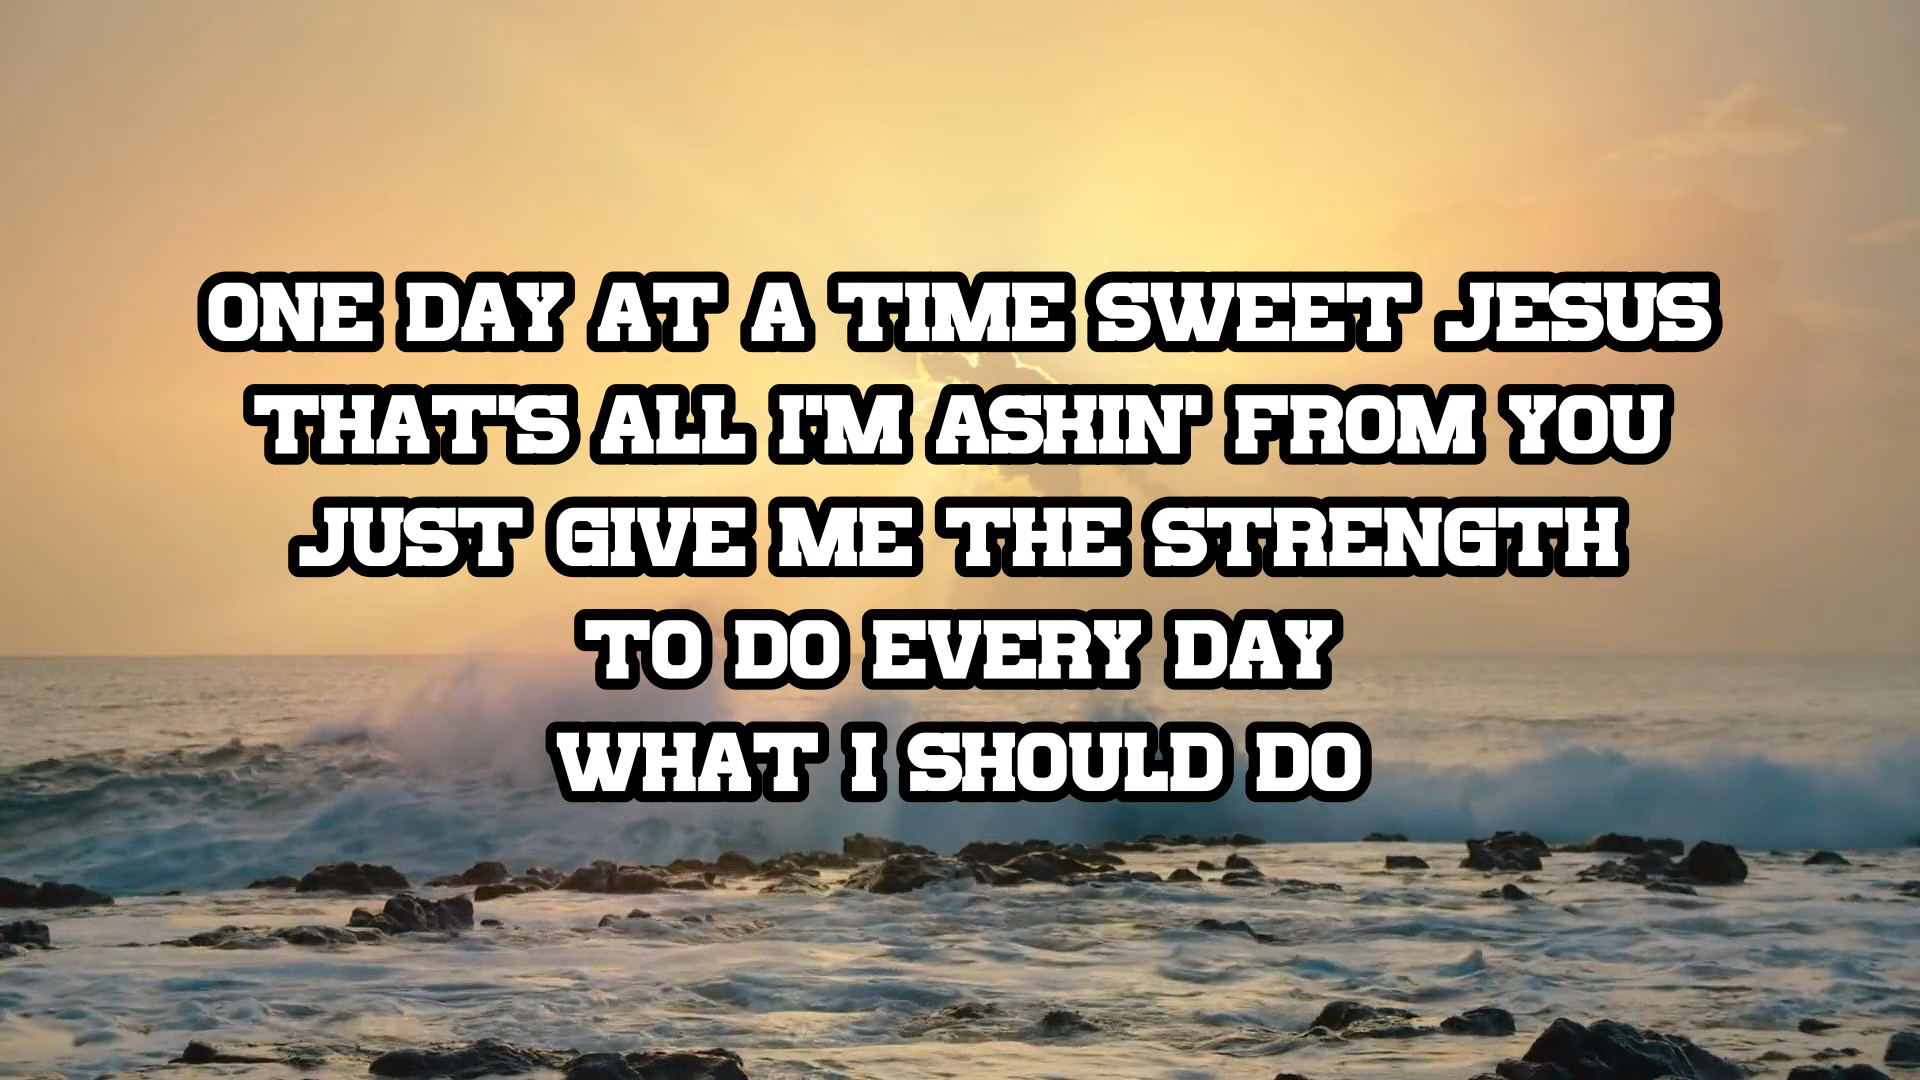 ONE DAY AT A TIME SWEET JESUS
THAT'S ALL I'M ASKIN' FROM YOU
JUST GIVE ME THE STRENGTH
TO DO EVERY DAY
WHAT I SHOULD DO